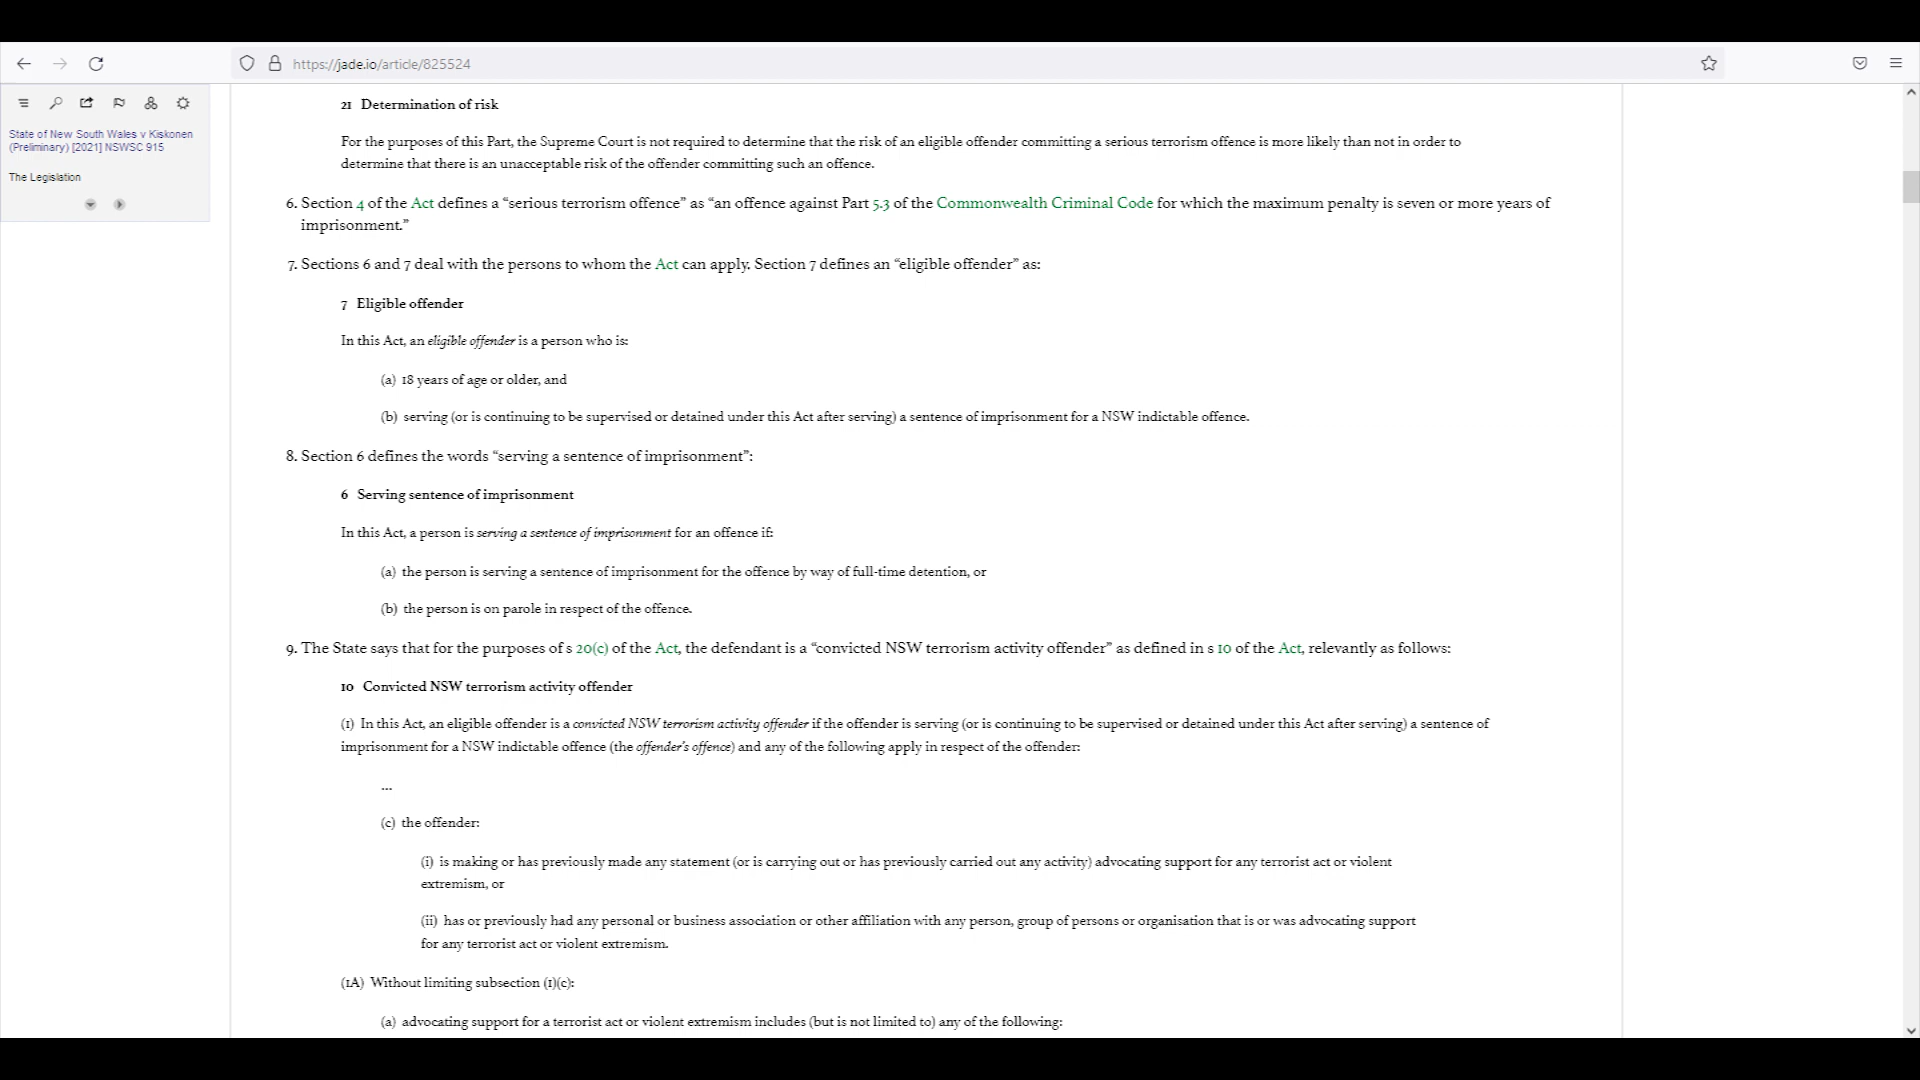 https://jade.io/article/825524
State of New South Wales v Kiskonen
(Preliminary) [2021] NSWSC 915
The Legislation
21 Determination of risk
For the purposes of this Part, the Supreme Court is not required to determine that the risk of an eligible offender committing a serious terrorism offence is more likely than not in order to
determine that there is an unacceptable risk of the offender committing such an offence.
6. Section 4 of the Act defines a “serious terrorism offence” as “an offence against Part 5.3 of the Commonwealth Criminal Code for which the maximum penalty is seven or more years of
imprisonment.”
7. Sections 6 and 7 deal with the persons to whom the Act can apply. Section 7 defines an “eligible offender” as:
7 Eligible offender
In this Act, an eligible offender is a person who is:
(a) 18 years of age or older, and
(b) serving (or is continuing to be supervised or detained under this Act after serving) a sentence of imprisonment for a NSW indictable offence.
8. Section 6 defines the words “serving a sentence of imprisonment”:
6 Serving sentence of imprisonment
In this Act, a person is serving a sentence of imprisonment for an offence if:
(a) the person is serving a sentence of imprisonment for the offence by way of full-time detention, or
(b) the person is on parole in respect of the offence.
9. The State says that for the purposes of s 20(c) of the Act, the defendant is a “convicted NSW terrorism activity offender” as defined in s 10 of the Act, relevantly as follows:
10 Convicted NSW terrorism activity offender
(1) In this Act, an eligible offender is a convicted NSW terrorism activity offender if the offender is serving (or is continuing to be supervised or detained under this Act after serving) a sentence of
imprisonment for a NSW indictable offence (the offender’s offence) and any of the following apply in respect of the offender:
...
(c) the offender:
(i) is making or has previously made any statement (or is carrying out or has previously carried out any activity) advocating support for any terrorist act or violent
extremism, or
(ii) has or previously had any personal or business association or other affiliation with any person, group of persons or organisation that is or was advocating support
for any terrorist act or violent extremism.
(1A) Without limiting subsection (1)(c):
(a) advocating support for a terrorist act or violent extremism includes (but is not limited to) any of the following: